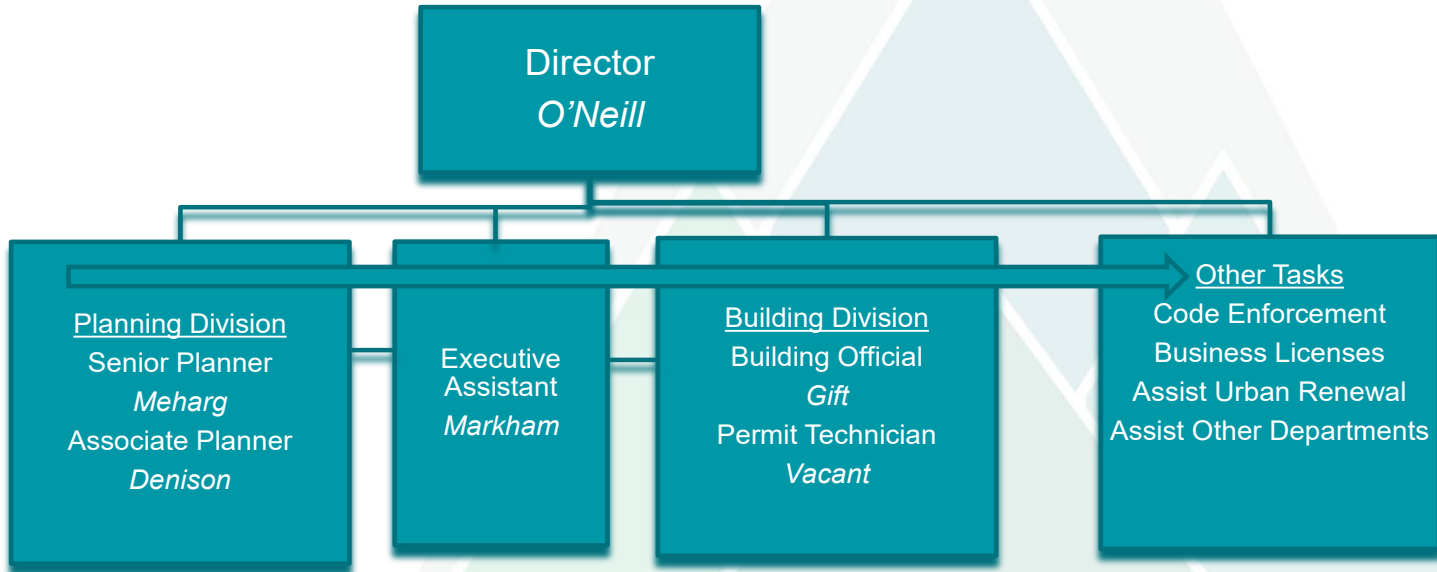 Director
O’Neill
Planning Division
Senior Planner
Meharg
Associate Planner
Denison
Executive
Assistant
Markham
Building Division
Building Official
Gift
Permit Technician
Vacant
Other Tasks
Code Enforcement
Business Licenses
Assist Urban Renewal
Assist Other Departments